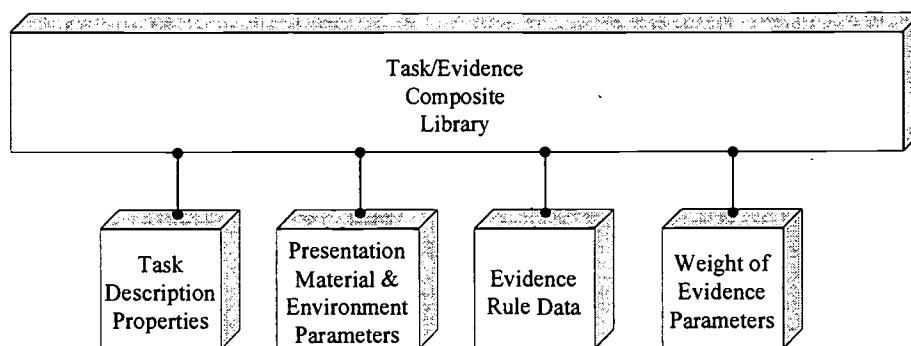 Task/Evidence
Composite
Library
Task
Description
Properties
Presentation
Material &
Environment
Parameters
Evidence
Rule Data
Weight of
Evidence
Parameters